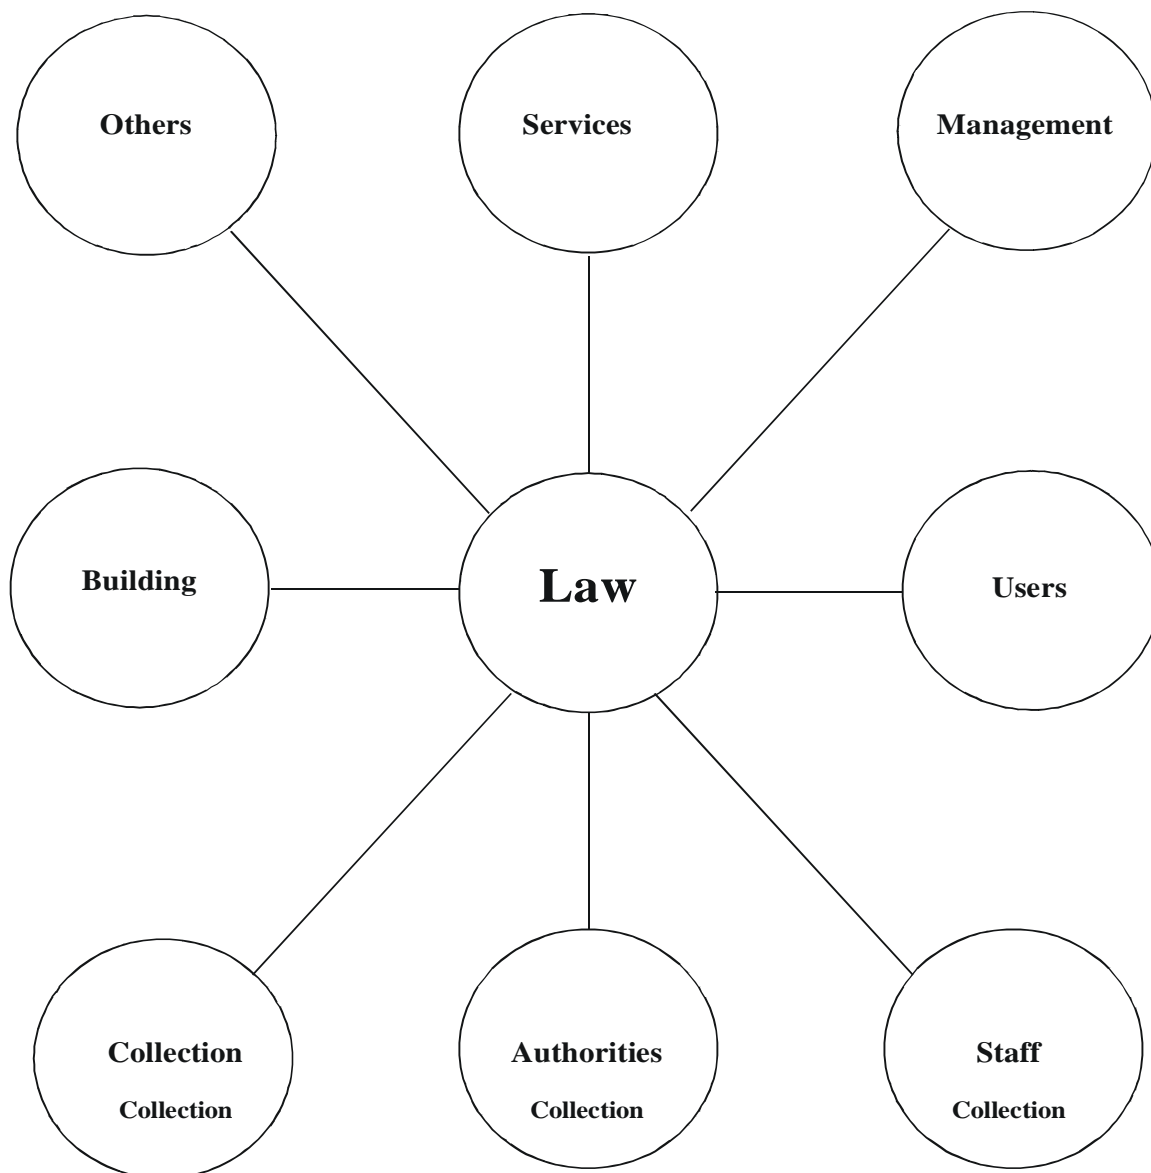 Others
Services
Management
Building
Law
Users
Collection
Collection
Authorities
Collection
Staff
Collection